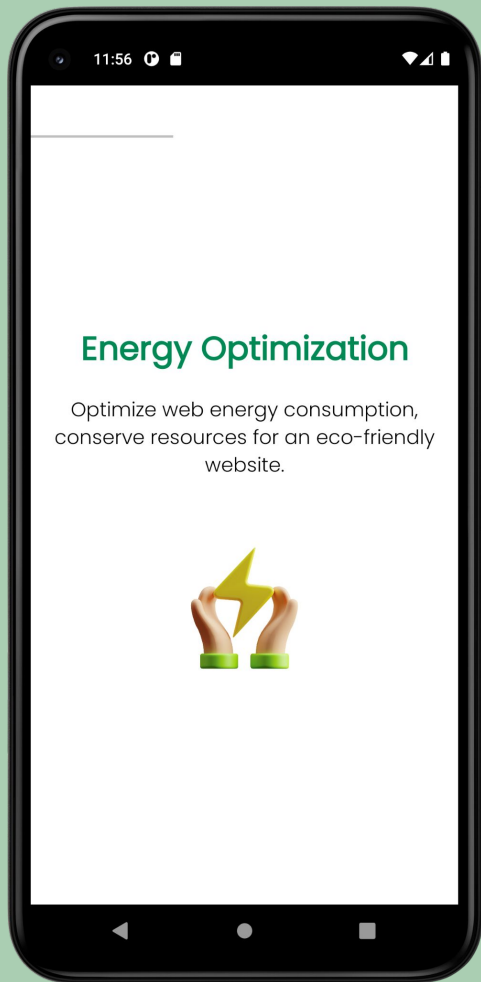 11:56
Energy Optimization
Optimize web energy consumption,
conserve resources for an eco-friendly
website.